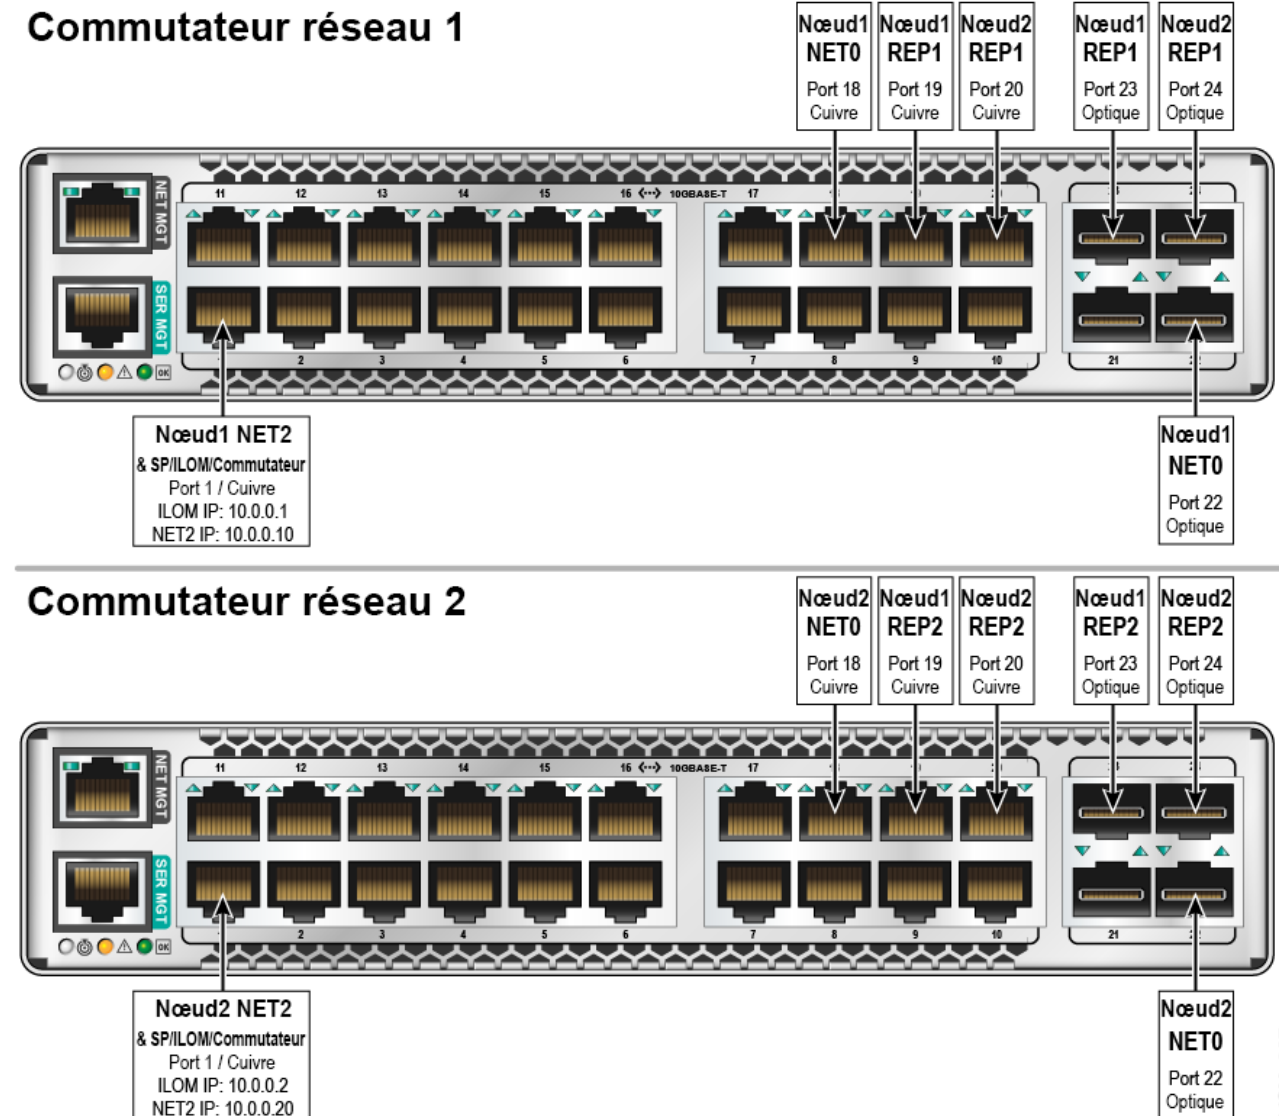 Commutateur réseau 1
Nœud1
NET0
Port 18
Cuivre
Nœud1
REP1
Port 19
Cuivre
Nœud2
REP1
Port 20
Cuivre
Nœud1
REP1
Port 23
Optique
Nœud2
REP1
Port 24
Optique
NET MGT
SER MGT
11 12 13 14 15 16 <···> 10GBASE-T 17
2 3 4 5 6 7 8 9 10 21
OK
Nœud1 NET2
& SP/ILOM/Commutateur
Port 1 / Cuivre
ILOM IP: 10.0.0.1
NET2 IP: 10.0.0.10
Nœud1
NET0
Port 22
Optique
Commutateur réseau 2
Nœud2
NET0
Port 18
Cuivre
Nœud1
REP2
Port 19
Cuivre
Nœud2
REP2
Port 20
Cuivre
Nœud1
REP2
Port 23
Optique
Nœud2
REP2
Port 24
Optique
NET MGT
SER MGT
11 12 13 14 15 16 <···> 10GBASE-T 17
2 3 4 5 6 7 8 9 10 21
OK
Nœud2 NET2
& SP/ILOM/Commutateur
Port 1 / Cuivre
ILOM IP: 10.0.0.2
NET2 IP: 10.0.0.20
Nœud2
NET0
Port 22
Optique